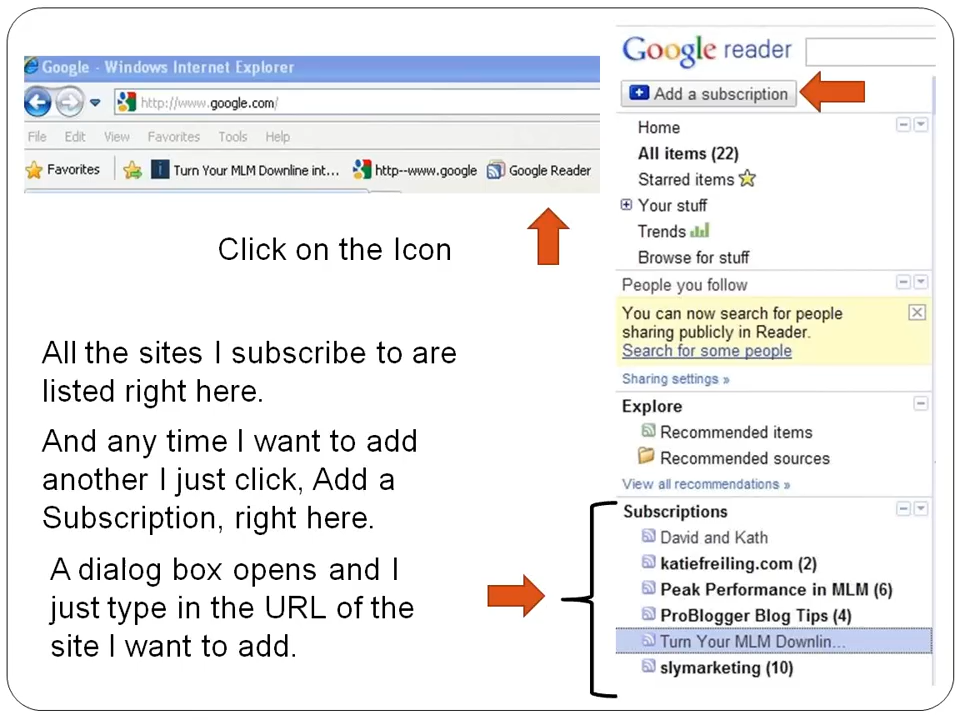 Google - Windows Internet Explorer
http://www.google.com/
File Edit View Favorites Tools Help
Favorites Turn Your MLM Downline int... http--www.google Google Reader
Click on the Icon
All the sites I subscribe to are
listed right here.
And any time I want to add
another I just click, Add a
Subscription, right here.
A dialog box opens and I
just type in the URL of the
site I want to add.
Google reader
Add a subscription
Home
All items (22)
Starred items
Your stuff
Trends
Browse for stuff
People you follow
You can now search for people
sharing publicly in Reader.
Search for some people
Sharing settings »
Explore
Recommended items
Recommended sources
View all recommendations »
Subscriptions
David and Kath
katiefreiling.com (2)
Peak Performance in MLM (6)
ProBlogger Blog Tips (4)
Turn Your MLM Downlin...
slymarketing (10)